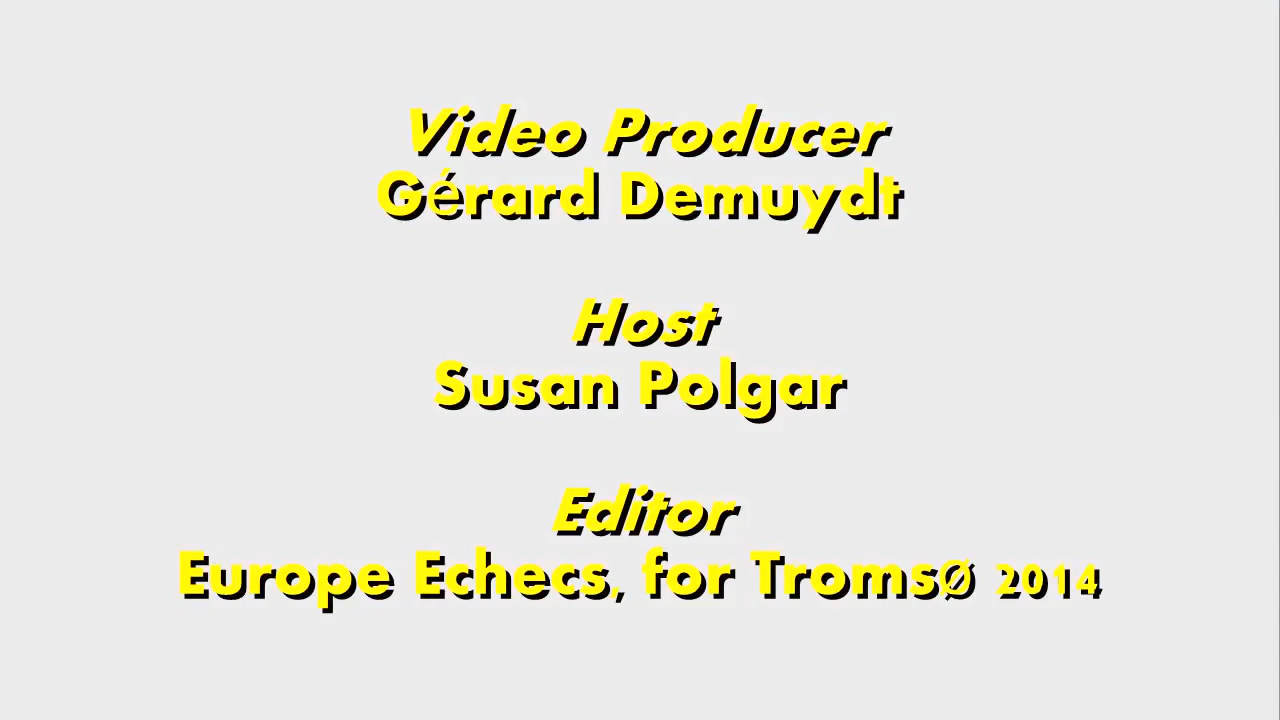 Video Producer
Gérard Demuydt
Host
Susan Polgar
Editor
Europe Echecs, for TromsØ 2014